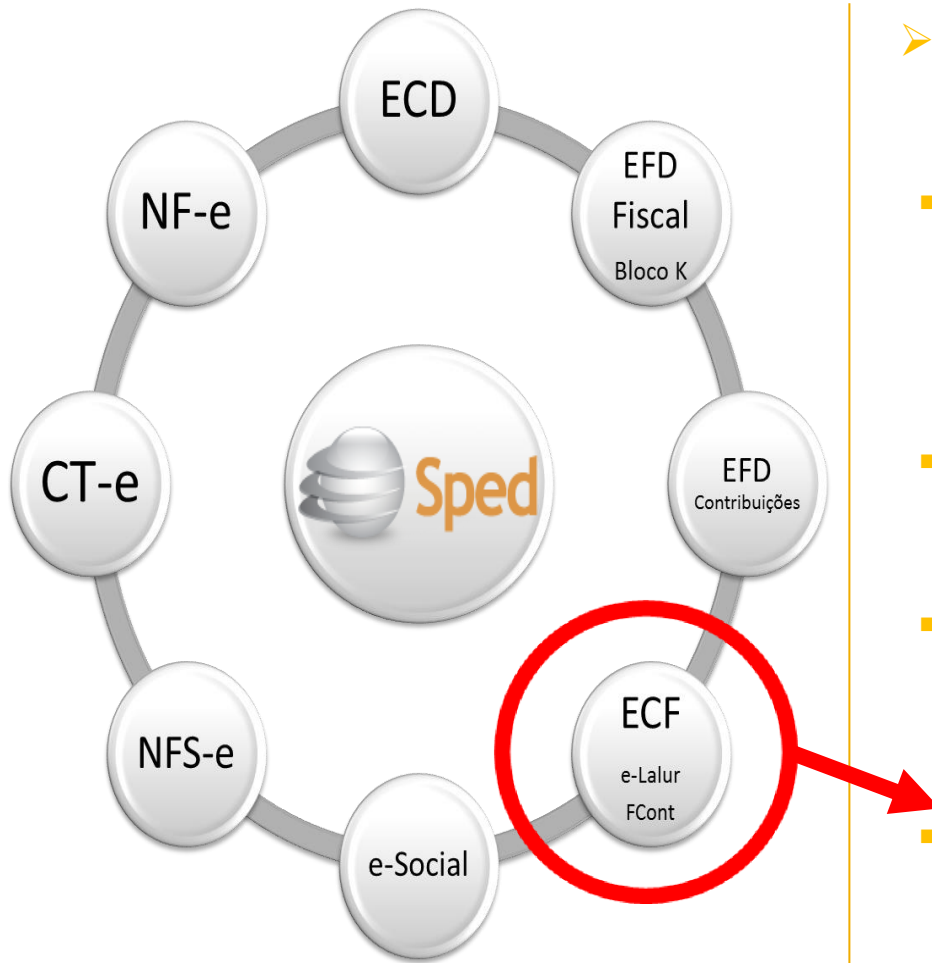 ECD
EFD
Fiscal
Bloco K
EFD
Contribuições
ECF
e-Lalur
FCont
e-Social
NFS-e
CT-e
NF-e
Sped